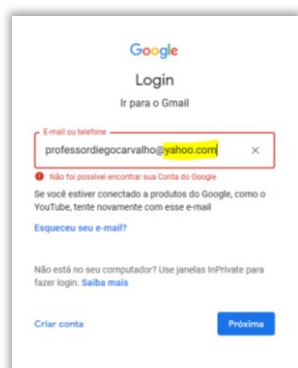 Google
Login
Ir para o Gmail
E-mail ou telefone
professordiegocarvalho@yahoo.com
Não foi possível encontrar sua Conta do Google
Se você estiver conectado a produtos do Google, como o
YouTube, tente novamente com esse e-mail
Esqueceu seu e-mail?
Não está no seu computador? Use janelas InPrivate para
fazer login. Saiba mais
Criar conta
Próxima